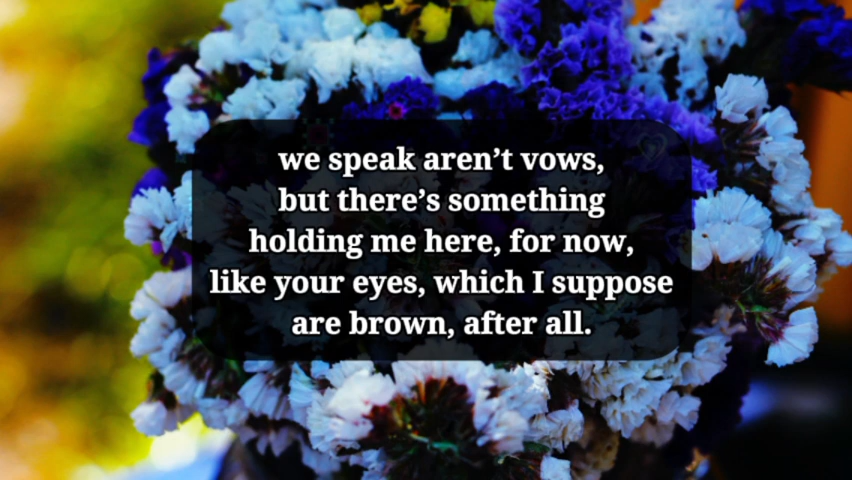 we speak aren’t vows,
but there’s something
holding me here, for now,
like your eyes, which I suppose
are brown, after all.